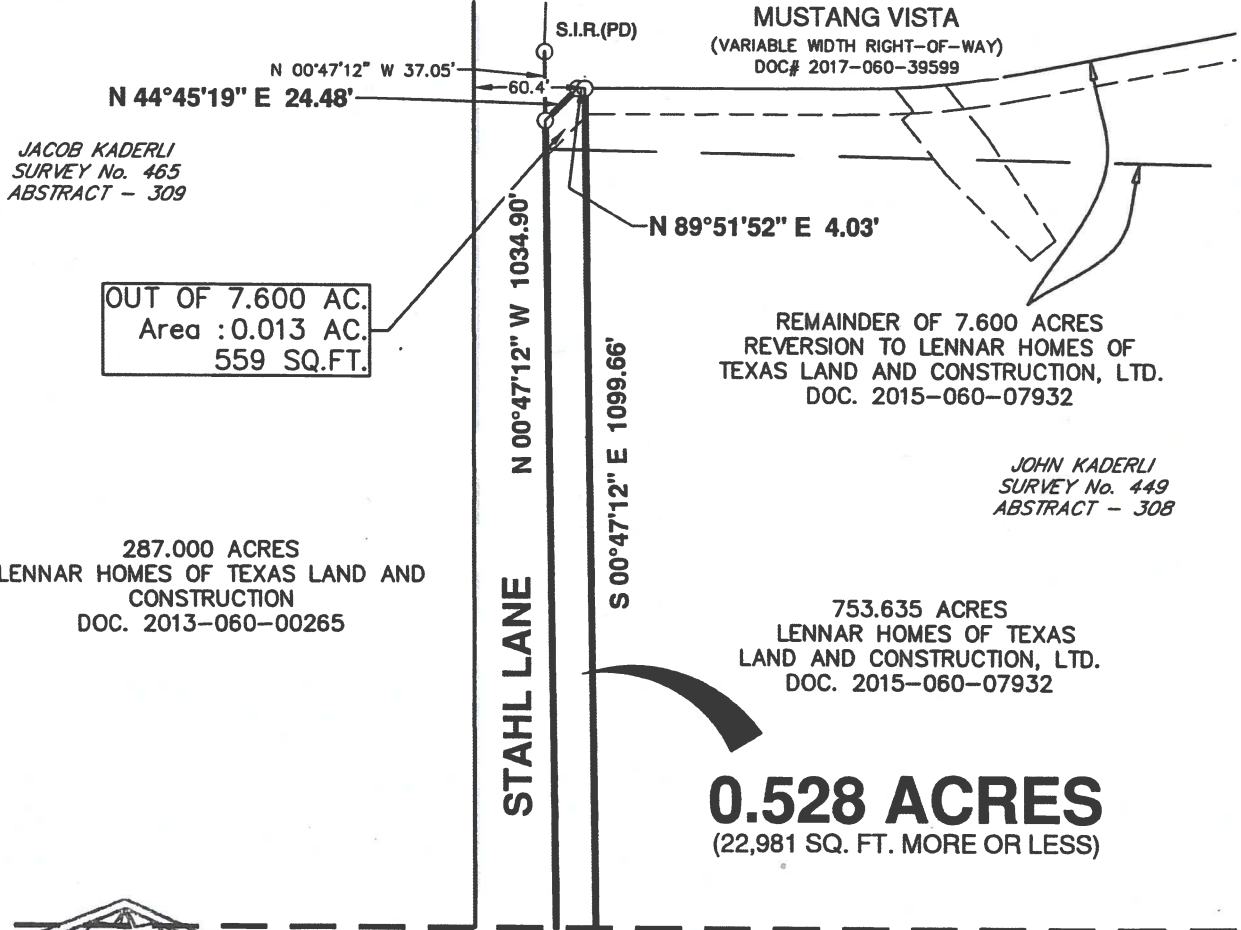 S.I.R.(PD)
MUSTANG VISTA
(VARIABLE WIDTH RIGHT-OF-WAY)
DOC# 2017-060-39599
N 00°47'12" W 37.05'
60.4'
N 44°45'19" E 24.48'
JACOB KADERLI
SURVEY No. 465
ABSTRACT - 309
N 89°51'52" E 4.03'
N 00°47'12" W 1034.90'
OUT OF 7.600 AC.
Area : 0.013 AC.
559 SQ.FT.
REMAINDER OF 7.600 ACRES
REVERSION TO LENNAR HOMES OF
TEXAS LAND AND CONSTRUCTION, LTD.
DOC. 2015-060-07932
S 00°47'12" E 1099.66'
JOHN KADERLI
SURVEY No. 449
ABSTRACT - 308
287.000 ACRES
LENNAR HOMES OF TEXAS LAND AND
CONSTRUCTION
DOC. 2013-060-00265
STAHL LANE
753.635 ACRES
LENNAR HOMES OF TEXAS
LAND AND CONSTRUCTION, LTD.
DOC. 2015-060-07932
0.528 ACRES
(22,981 SQ. FT. MORE OR LESS)